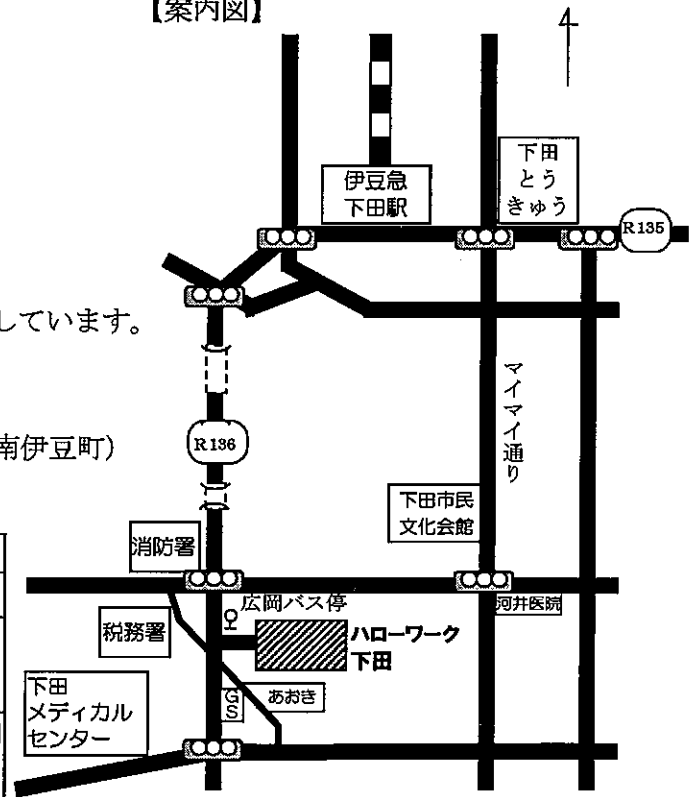 【案内図】
4
伊豆急
下田駅
下田
とう
きゅう
R135
しています。
マイマイ通り
R136
南伊豆町）
下田市民
文化会館
消防署
広岡バス停
河井医院
税務署
ハローワーク
下田
下田
メディカル
センター
GS
あおき